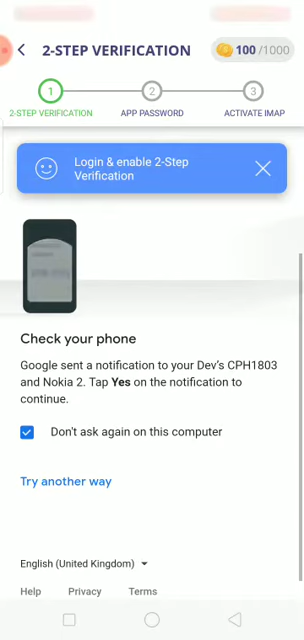 2-STEP VERIFICATION
100 /1000
1
2
3
2-STEP VERIFICATION
APP PASSWORD
ACTIVATE IMAP
Login & enable 2-Step
Verification
Check your phone
Google sent a notification to your Dev's CPH1803
and Nokia 2. Tap Yes on the notification to
continue.
Don't ask again on this computer
Try another way
English (United Kingdom)
Help
Privacy
Terms